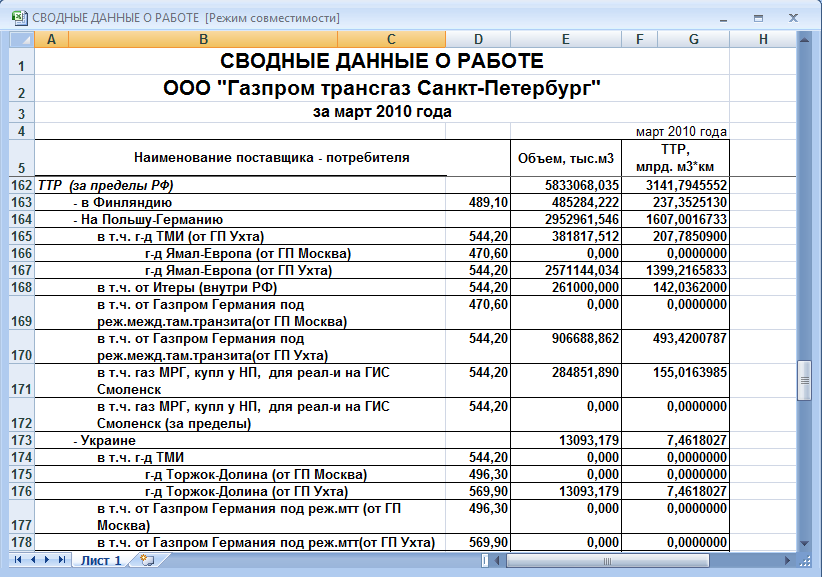 СВОДНЫЕ ДАННЫЕ О РАБОТЕ [Режим совместимости]
A B C D E F G H
1 СВОДНЫЕ ДАННЫЕ О РАБОТЕ
2 ООО "Газпром трансгаз Санкт-Петербург"
3 за март 2010 года
4 март 2010 года
5 Наименование поставщика - потребителя Объем, тыс.м3 ТТР,
млрд. м3*км
162 ТТР (за пределы РФ) 5833068,035 3141,7945552
163 - в Финляндию 489,10 485284,222 237,3525130
164 - На Польшу-Германию 2952961,546 1607,0016733
165 в т.ч. г-д ТМИ (от ГП Ухта) 544,20 381817,512 207,7850900
166 г-д Ямал-Европа (от ГП Москва) 470,60 0,000 0,0000000
167 г-д Ямал-Европа (от ГП Ухта) 544,20 2571144,034 1399,2165833
168 в т.ч. от Итеры (внутри РФ) 544,20 261000,000 142,0362000
в т.ч. от Газпром Германия под 470,60 0,000 0,0000000
169 реж.межд.там.транзита(от ГП Москва)
в т.ч. от Газпром Германия под 544,20 906688,862 493,4200787
170 реж.межд.там.транзита(от ГП Ухта)
в т.ч. газ МРГ, купл у НП, для реал-и на ГИС 544,20 284851,890 155,0163985
171 Смоленск
в т.ч. газ МРГ, купл у НП, для реал-и на ГИС 544,20 0,000 0,0000000
172 Смоленск (за пределы)
173 - Украине 13093,179 7,4618027
174 в т.ч. г-д ТМИ 544,20 0,000 0,0000000
175 г-д Торжок-Долина (от ГП Москва) 496,30 0,000 0,0000000
176 г-д Торжок-Долина (от ГП Ухта) 569,90 13093,179 7,4618027
в т.ч. от Газпром Германия под реж.мтт (от ГП 496,30 0,000 0,0000000
177 Москва)
178 в т.ч. от Газпром Германия под реж.мтт(от ГП Ухта) 569,90 0,000 0,0000000
Лист 1